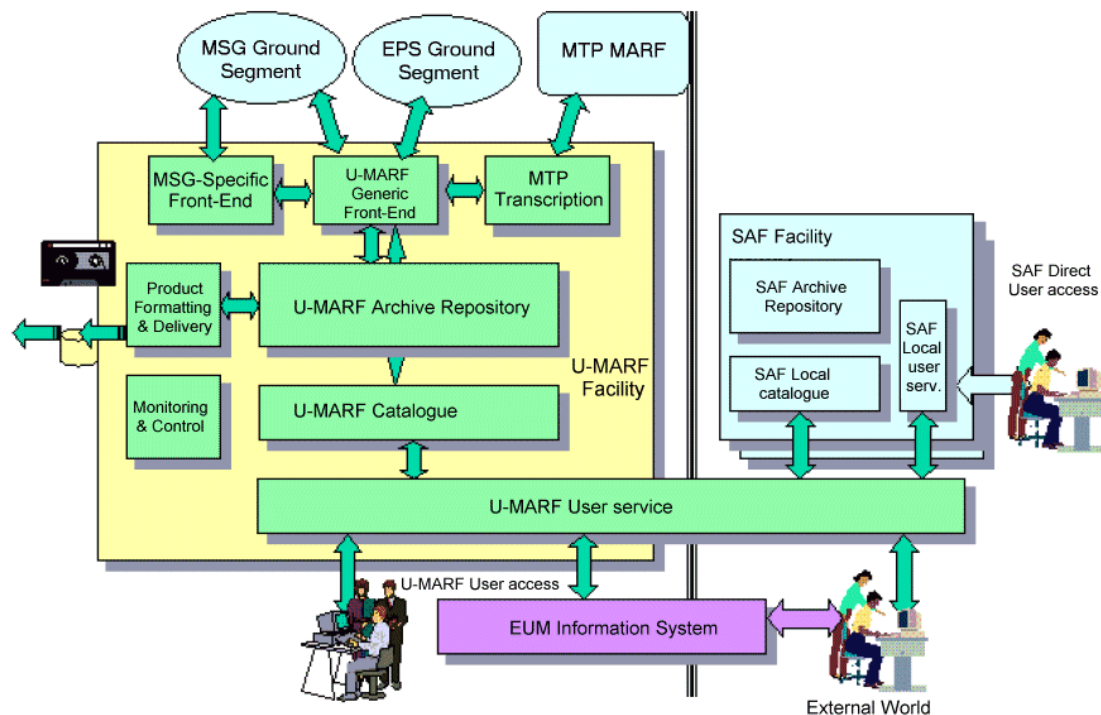 MSG Ground
Segment
EPS Ground
Segment
MTP MARF
MSG-Specific
Front-End
U-MARF
Generic
Front-End
MTP
Transcription
Product
Formatting
& Delivery
U-MARF Archive Repository
U-MARF
Facility
Monitoring
& Control
U-MARF Catalogue
SAF Facility
SAF Archive
Repository
SAF Local
catalogue
SAF
Local
user
serv.
SAF Direct
User access
U-MARF User service
U-MARF User access
EUM Information System
External World